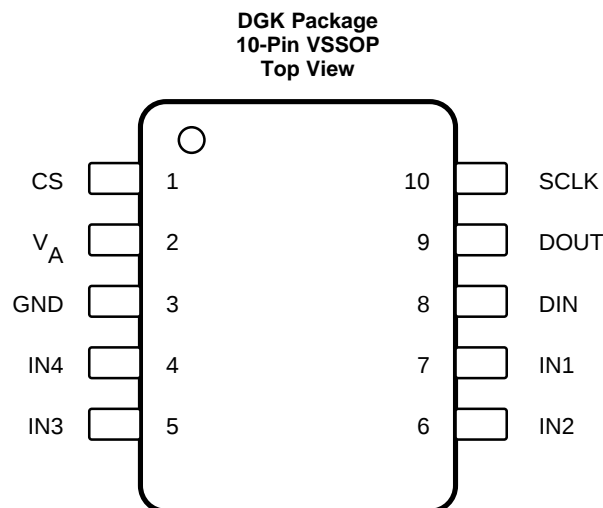 DGK Package
10-Pin VSSOP
Top View
CS 1 10 SCLK
VA 2 9 DOUT
GND 3 8 DIN
IN4 4 7 IN1
IN3 5 6 IN2